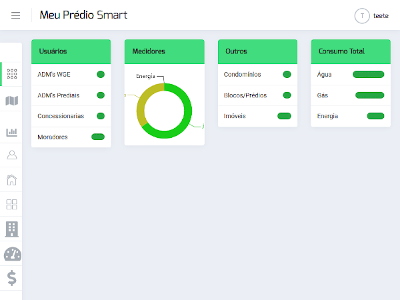 Meu Prédio Smart
T
teste
Usuários
ADM's WGE
ADM's Prediais
Concessionarias
Moradores
Medidores
Energia
Outros
Condomínios
Blocos/Prédios
Imóveis
Consumo Total
Água
Gás
Energia